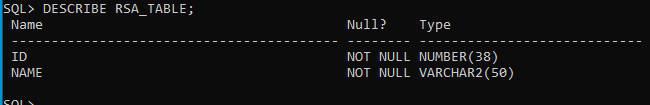 SQL> DESCRIBE RSA_TABLE;
Name Null? Type
----------------------------------------- -------- ----------------------------
ID NOT NULL NUMBER(38)
NAME NOT NULL VARCHAR2(50)
SQL>